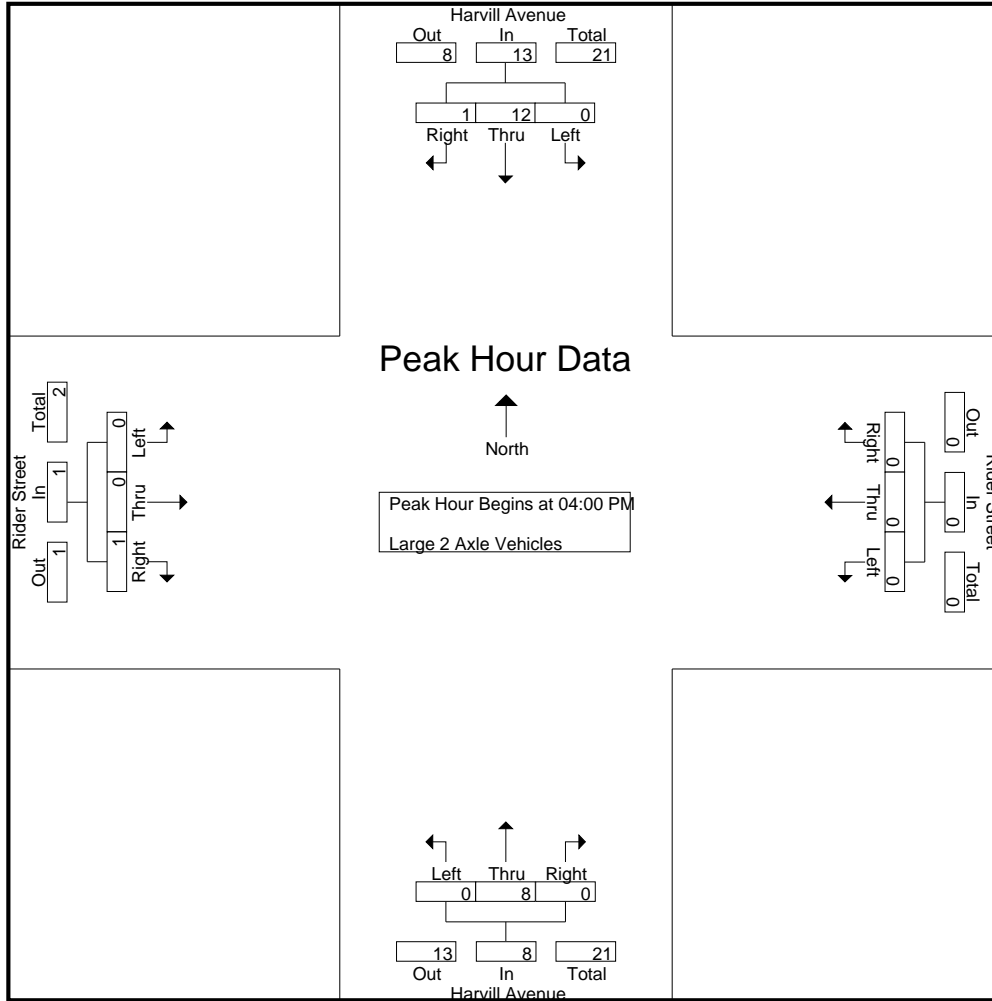 Harvill Avenue
Out In Total
8 13 21
1 12 0
Right Thru Left
Peak Hour Data
North
Peak Hour Begins at 04:00 PM
Large 2 Axle Vehicles
Rider Street
Out In Total
1 1 2
Left Thru Right
0 0 1
Rider Street
Out In Total
0 0 0
Right Thru Left
0 0 0
Left Thru Right
0 8 0
13 8 21
Out In Total
Harvill Avenue